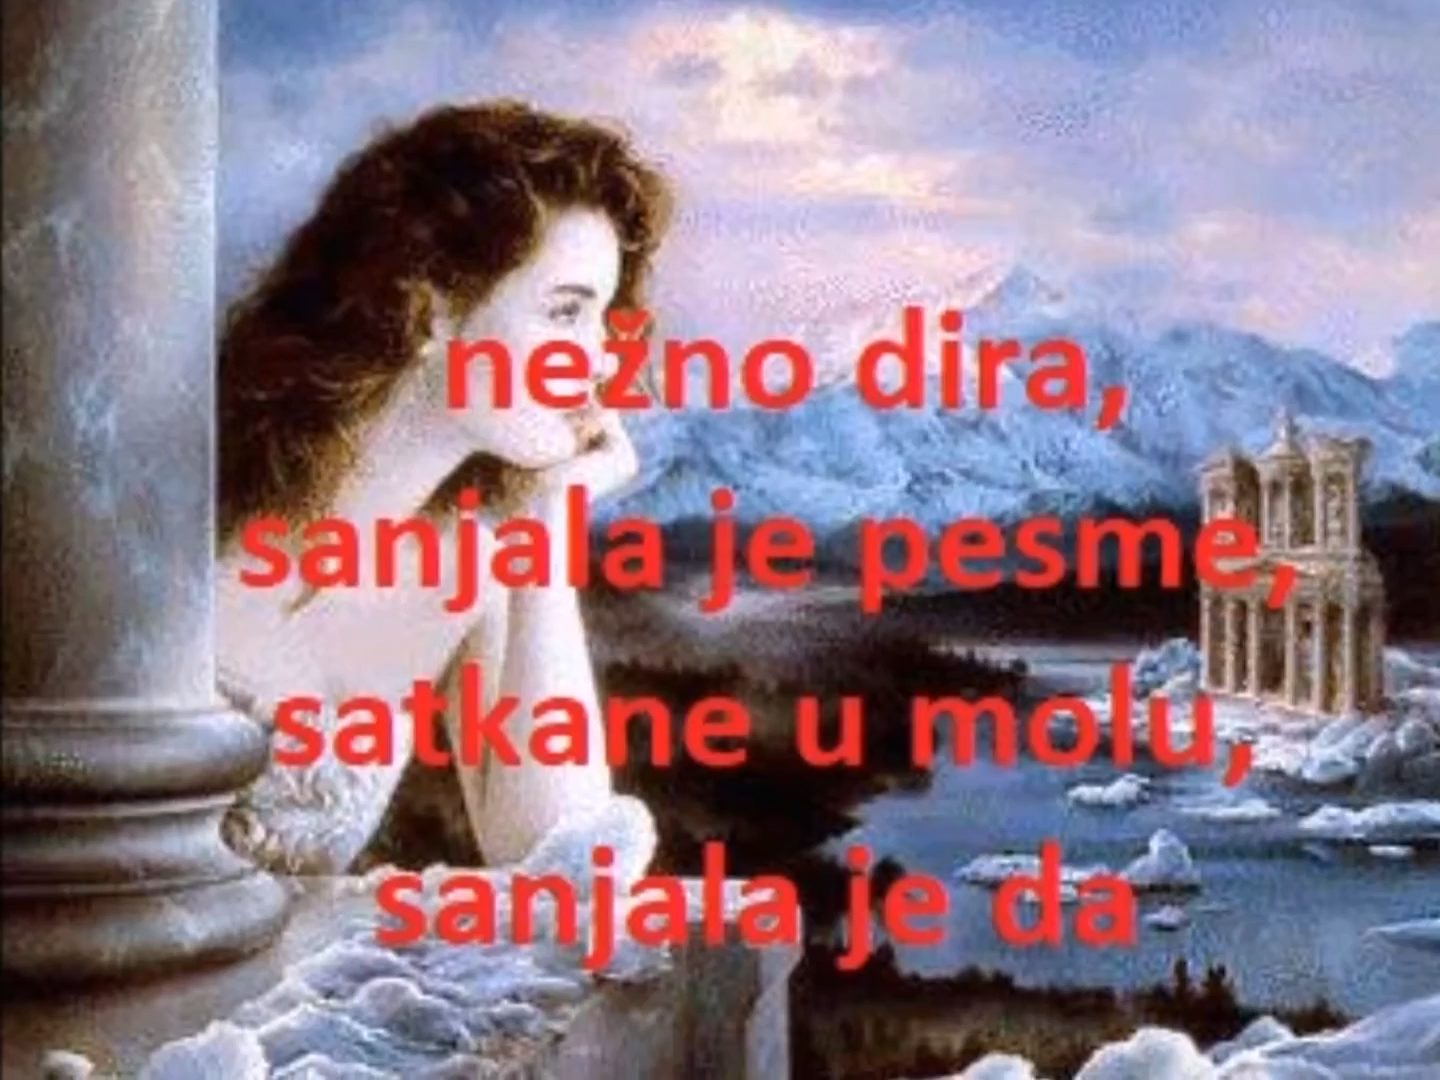 nežno dira,
sanjala je pesme,
satkane u molu,
sanjala je da